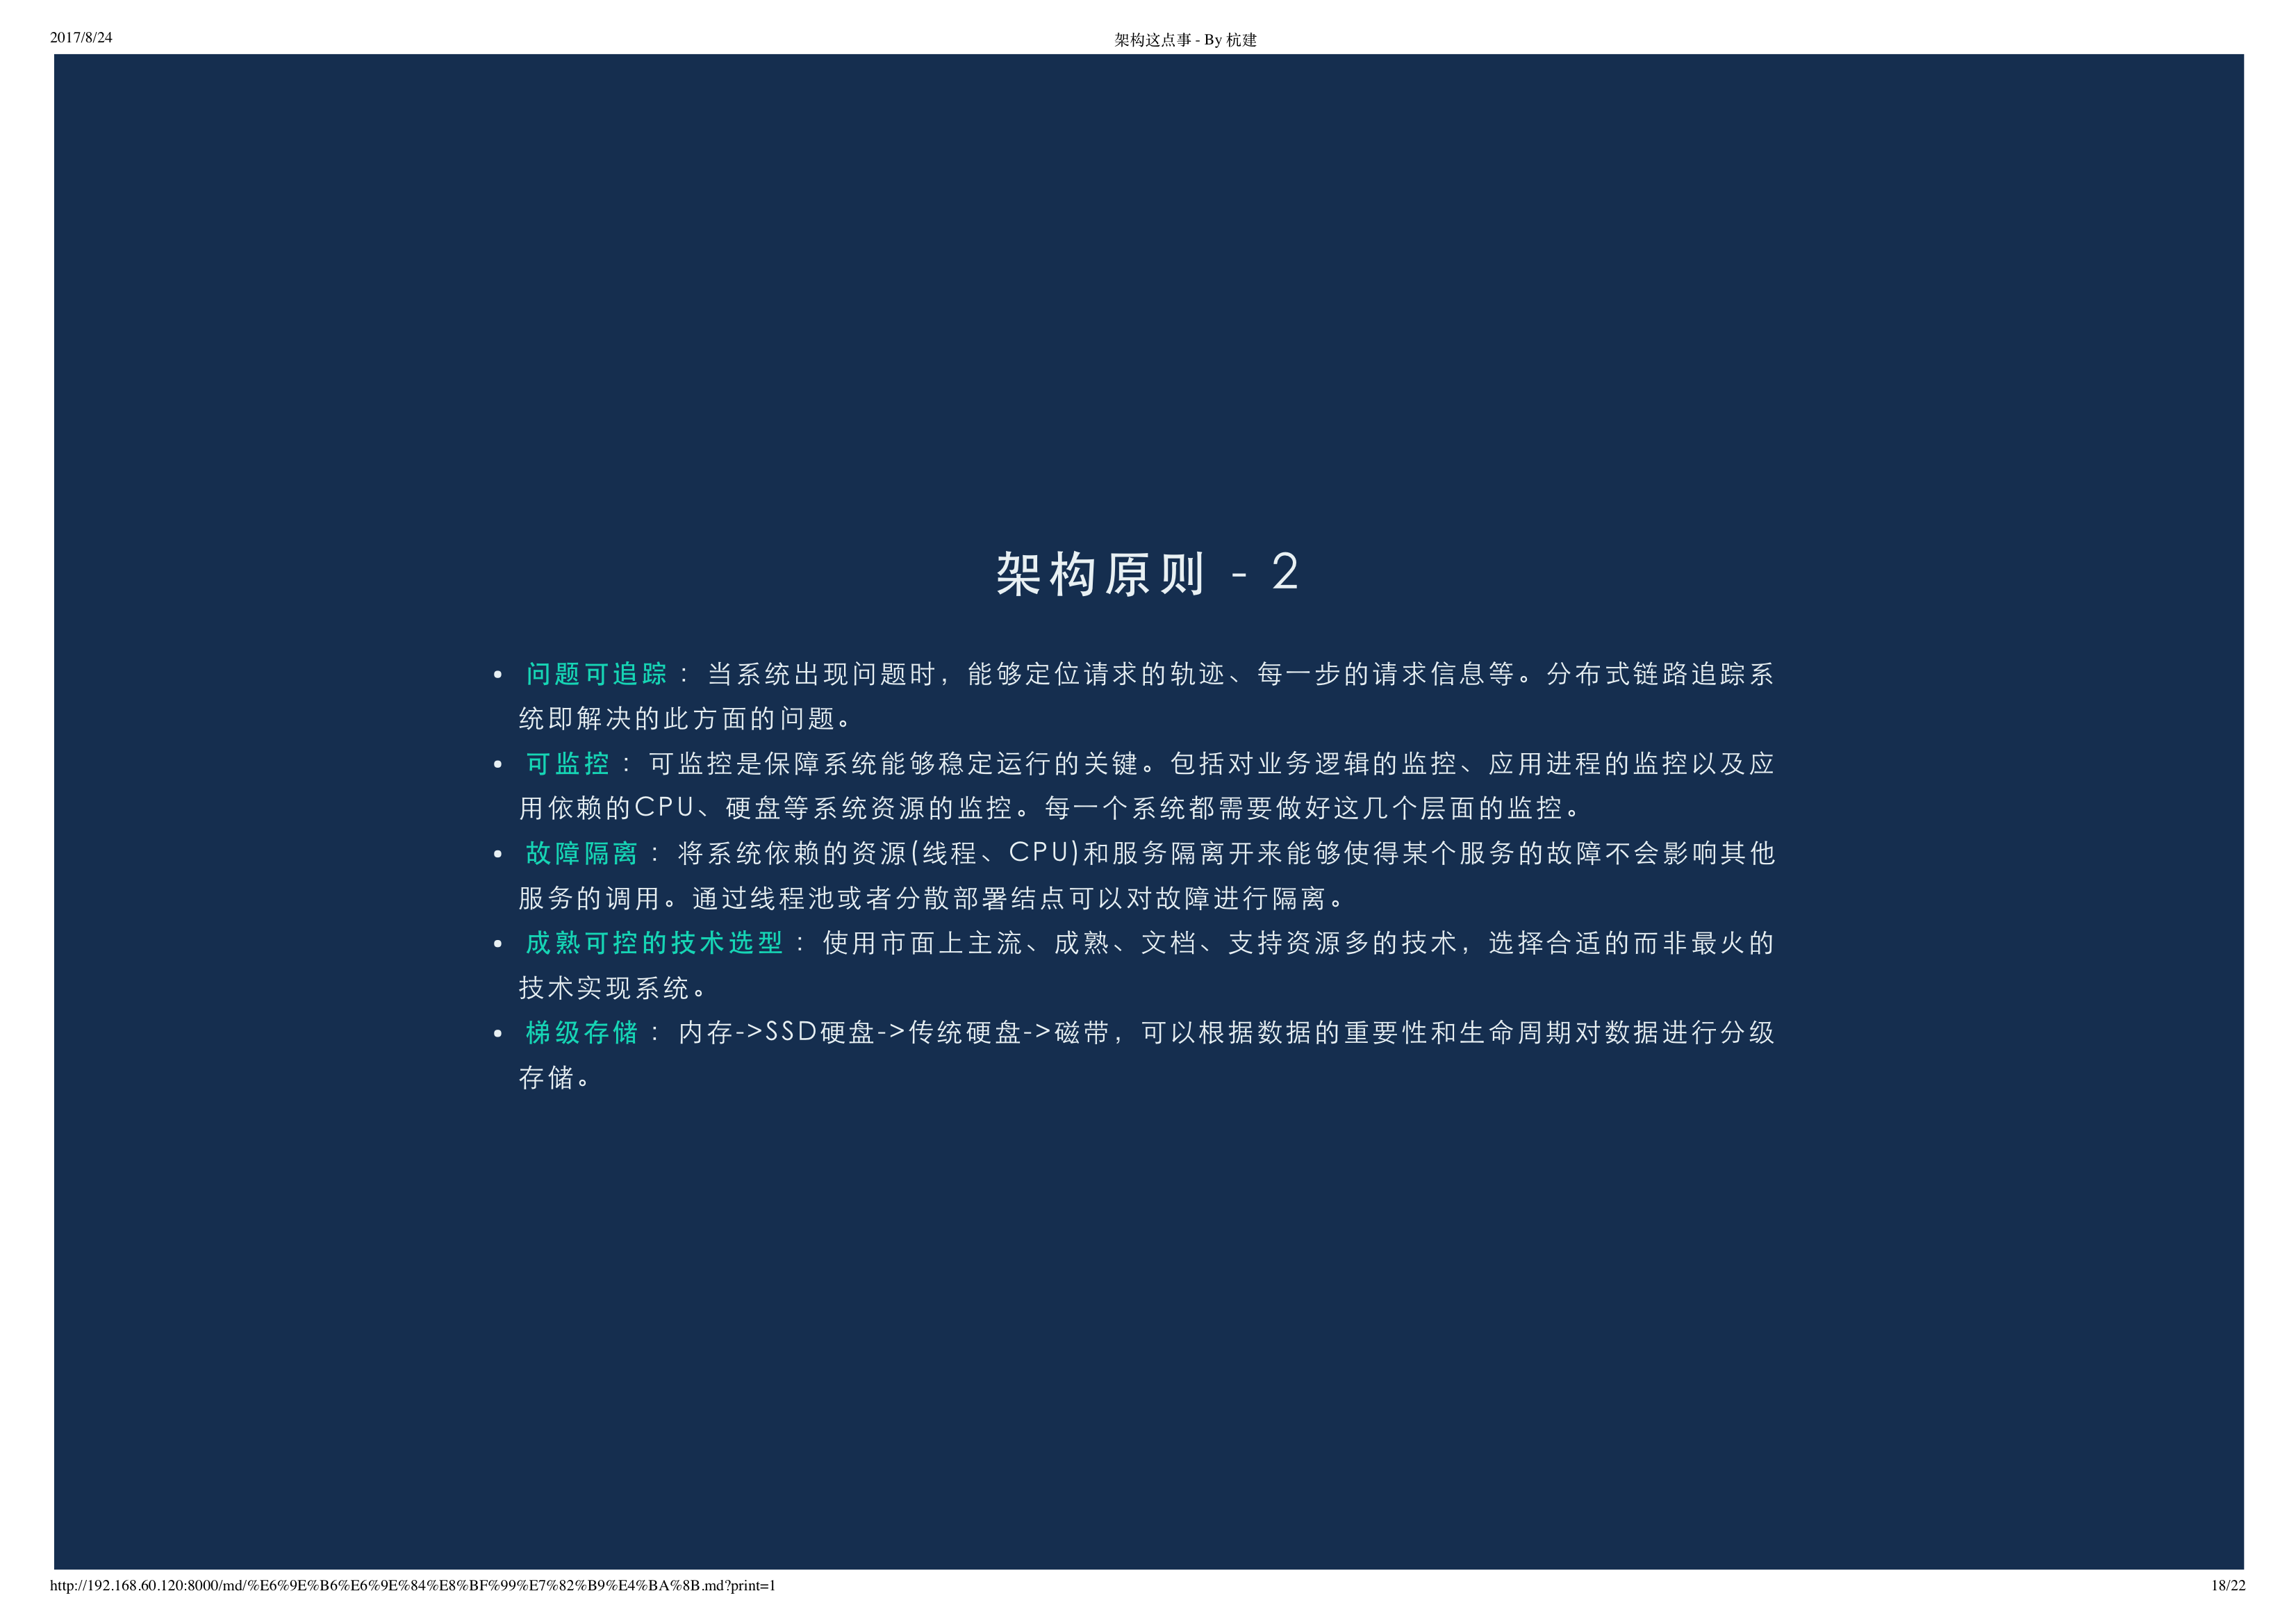 2017/8/24
架构这点事 - By 杭建
架构原则 - 2
• 问题可追踪：当系统出现问题时，能够定位请求的轨迹、每一步的请求信息等。分布式链路追踪系
统即解决的此方面的问题。
• 可监控：可监控是保障系统能够稳定运行的关键。包括对业务逻辑的监控、应用进程的监控以及应
用依赖的CPU、硬盘等系统资源的监控。每一个系统都需要做好这几个层面的监控。
• 故障隔离：将系统依赖的资源(线程、CPU)和服务隔离开来能够使得某个服务的故障不会影响其他
服务的调用。通过线程池或者分散部署结点可以对故障进行隔离。
• 成熟可控的技术选型：使用市面上主流、成熟、文档、支持资源多的技术，选择合适的而非最火的
技术实现系统。
• 梯级存储：内存->SSD硬盘->传统硬盘->磁带，可以根据数据的重要性和生命周期对数据进行分级
存储。
http://192.168.60.120:8000/md/%E6%9E%B6%E6%9E%84%E8%BF%99%E7%82%B9%E4%BA%8B.md?print=1
18/22